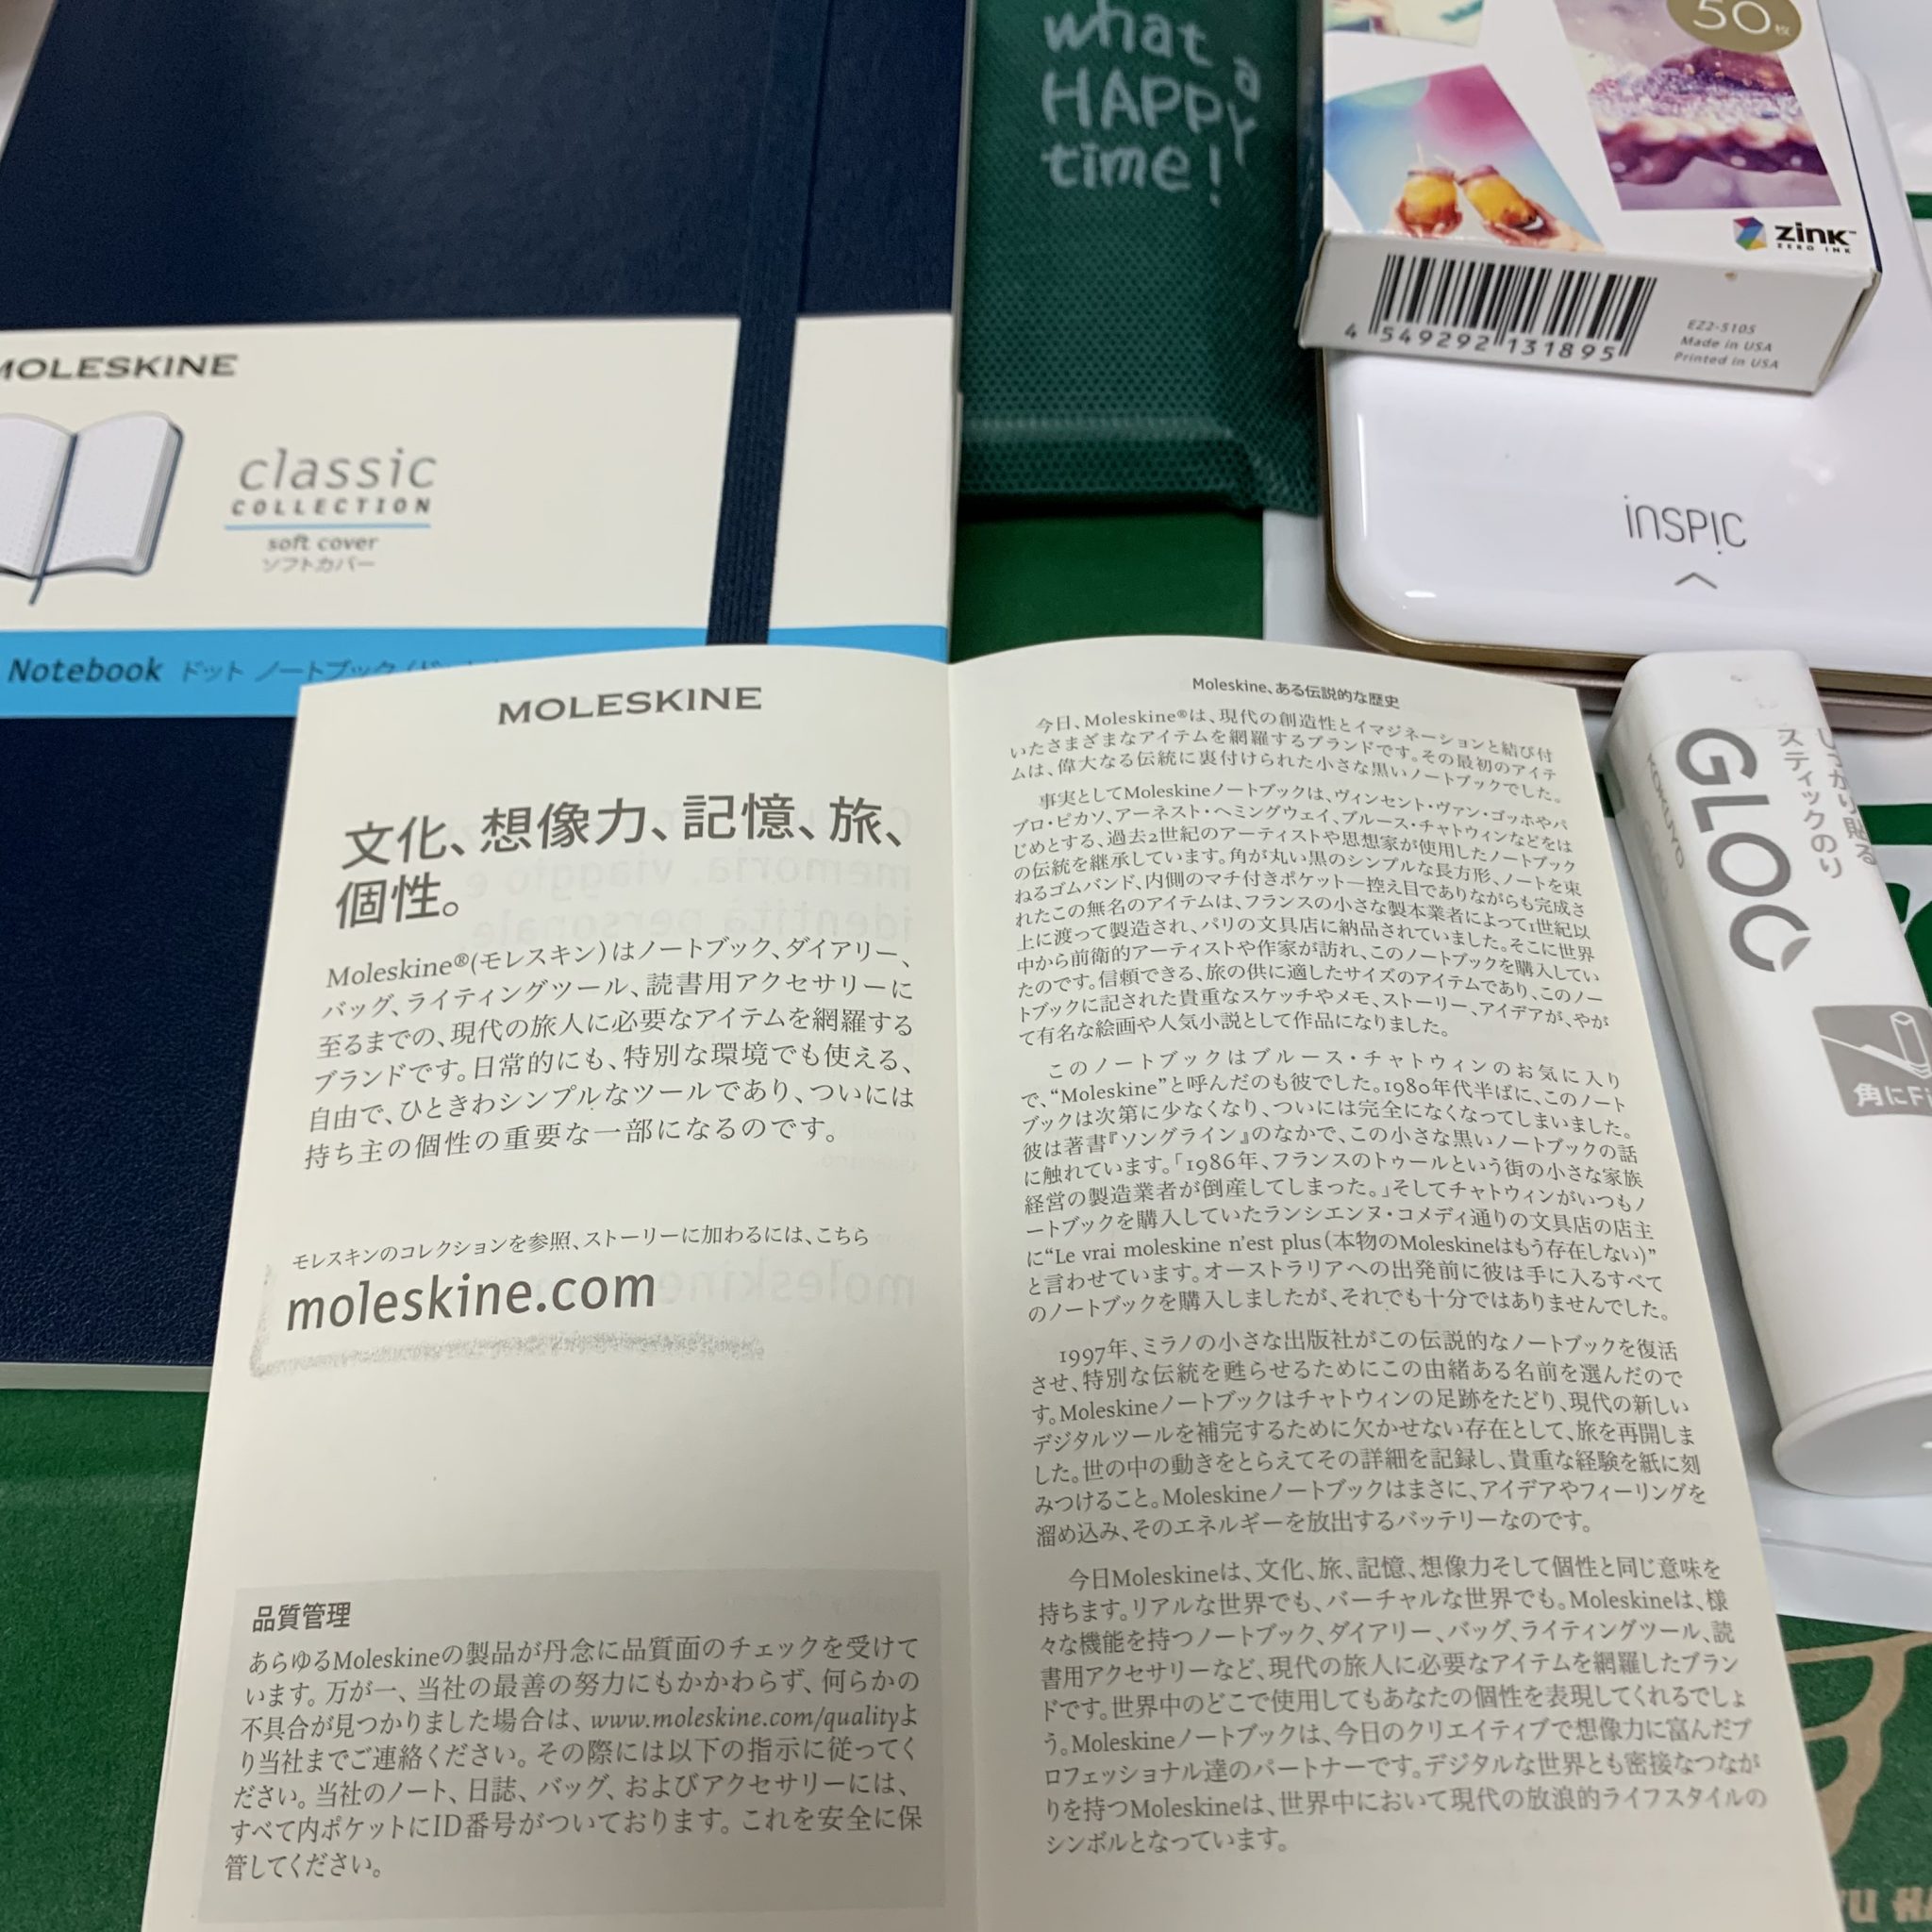 what a
HAPPY
time!
50枚
zink™
ZERO INK
4 549292 131895
EZ2-5105
Made in USA
Printed in USA
MOLESKINE
classic
COLLECTION
soft cover
ソフトカバー
Notebook ドット ノートブック
iNSPiC
しっかり貼る
スティックのり
GLOO
KOKUYO
角にFi
MOLESKINE
文化、想像力、記憶、旅、
個性。
Moleskine®(モレスキン)はノートブック、ダイアリー、
バッグ、ライティングツール、読書用アクセサリーに
至るまでの、現代の旅人に必要なアイテムを網羅する
ブランドです。日常的にも、特別な環境でも使える、
自由で、ひときわシンプルなツールであり、ついには
持ち主の個性の重要な一部になるのです。
モレスキンのコレクションを参照、ストーリーに加わるには、こちら
moleskine.com
品質管理
あらゆるMoleskineの製品が丹念に品質面のチェックを受けて
います。万が一、当社の最善の努力にもかかわらず、何らかの
不具合が見つかりました場合は、www.moleskine.com/qualityよ
り当社までご連絡ください。その際には以下の指示に従ってく
ださい。当社のノート、日誌、バッグ、およびアクセサリーには、
すべて内ポケットにID番号がついております。これを安全に保
管してください。
Moleskine、ある伝説的な歴史
今日、Moleskine®は、現代の創造性とイマジネーションと結び付
いたさまざまなアイテムを網羅するブランドです。その最初のアイテ
ムは、偉大なる伝統に裏付けられた小さな黒いノートブックでした。
事実としてMoleskineノートブックは、ヴィンセント・ヴァン・ゴッホやパ
ブロ・ピカソ、アーネスト・ヘミングウェイ、ブルース・チャトウィンなどをは
じめとする、過去2世紀のアーティストや思想家が使用したノートブック
の伝統を継承しています。角が丸い黒のシンプルな長方形、ノートを束
ねるゴムバンド、内側のマチ付きポケット―控え目でありながらも完成さ
れたこの無名のアイテムは、フランスの小さな製本業者によって1世紀以
上に渡って製造され、パリの文具店に納品されていました。そこに世界
中から前衛的アーティストや作家が訪れ、このノートブックを購入してい
たのです。信頼できる、旅の供に適したサイズのアイテムであり、このノー
トブックに記された貴重なスケッチやメモ、ストーリー、アイデアが、やが
て有名な絵画や人気小説として作品になりました。
このノートブックはブルース・チャトウィンのお気に入り
で、“Moleskine”と呼んだのも彼でした。1980年代半ばに、このノート
ブックは次第に少なくなり、ついには完全になくなってしまいました。
彼は著書『ソングライン』のなかで、この小さな黒いノートブックの話
に触れています。「1986年、フランスのトゥールという街の小さな家族
経営の製造業者が倒産してしまった。」そしてチャトウィンがいつもノ
ートブックを購入していたランシエンヌ・コメディ通りの文具店の店主
に“Le vrai moleskine n’est plus(本物のMoleskineはもう存在しない)”
と言わせています。オーストラリアへの出発前に彼は手に入るすべて
のノートブックを購入しましたが、それでも十分ではありませんでした。
1997年、ミラノの小さな出版社がこの伝説的なノートブックを復活
させ、特別な伝統を甦らせるためにこの由緒ある名前を選んだので
す。Moleskineノートブックはチャトウィンの足跡をたどり、現代の新しい
デジタルツールを補完するために欠かせない存在として、旅を再開しま
した。世の中の動きをとらえてその詳細を記録し、貴重な経験を紙に刻
みつけること。Moleskineノートブックはまさに、アイデアやフィーリングを
溜め込み、そのエネルギーを放出するバッテリーなのです。
今日Moleskineは、文化、旅、記憶、想像力そして個性と同じ意味を
持ちます。リアルな世界でも、バーチャルな世界でも。Moleskineは、様
々な機能を持つノートブック、ダイアリー、バッグ、ライティングツール、読
書用アクセサリーなど、現代の旅人に必要なアイテムを網羅したブラン
ドです。世界中のどこで使用してもあなたの個性を表現してくれるでしょ
う。Moleskineノートブックは、今日のクリエイティブで想像力に富んだプ
ロフェッショナル達のパートナーです。デジタルな世界とも密接なつなが
りを持つMoleskineは、世界中において現代の放浪的ライフスタイルの
シンボルとなっています。